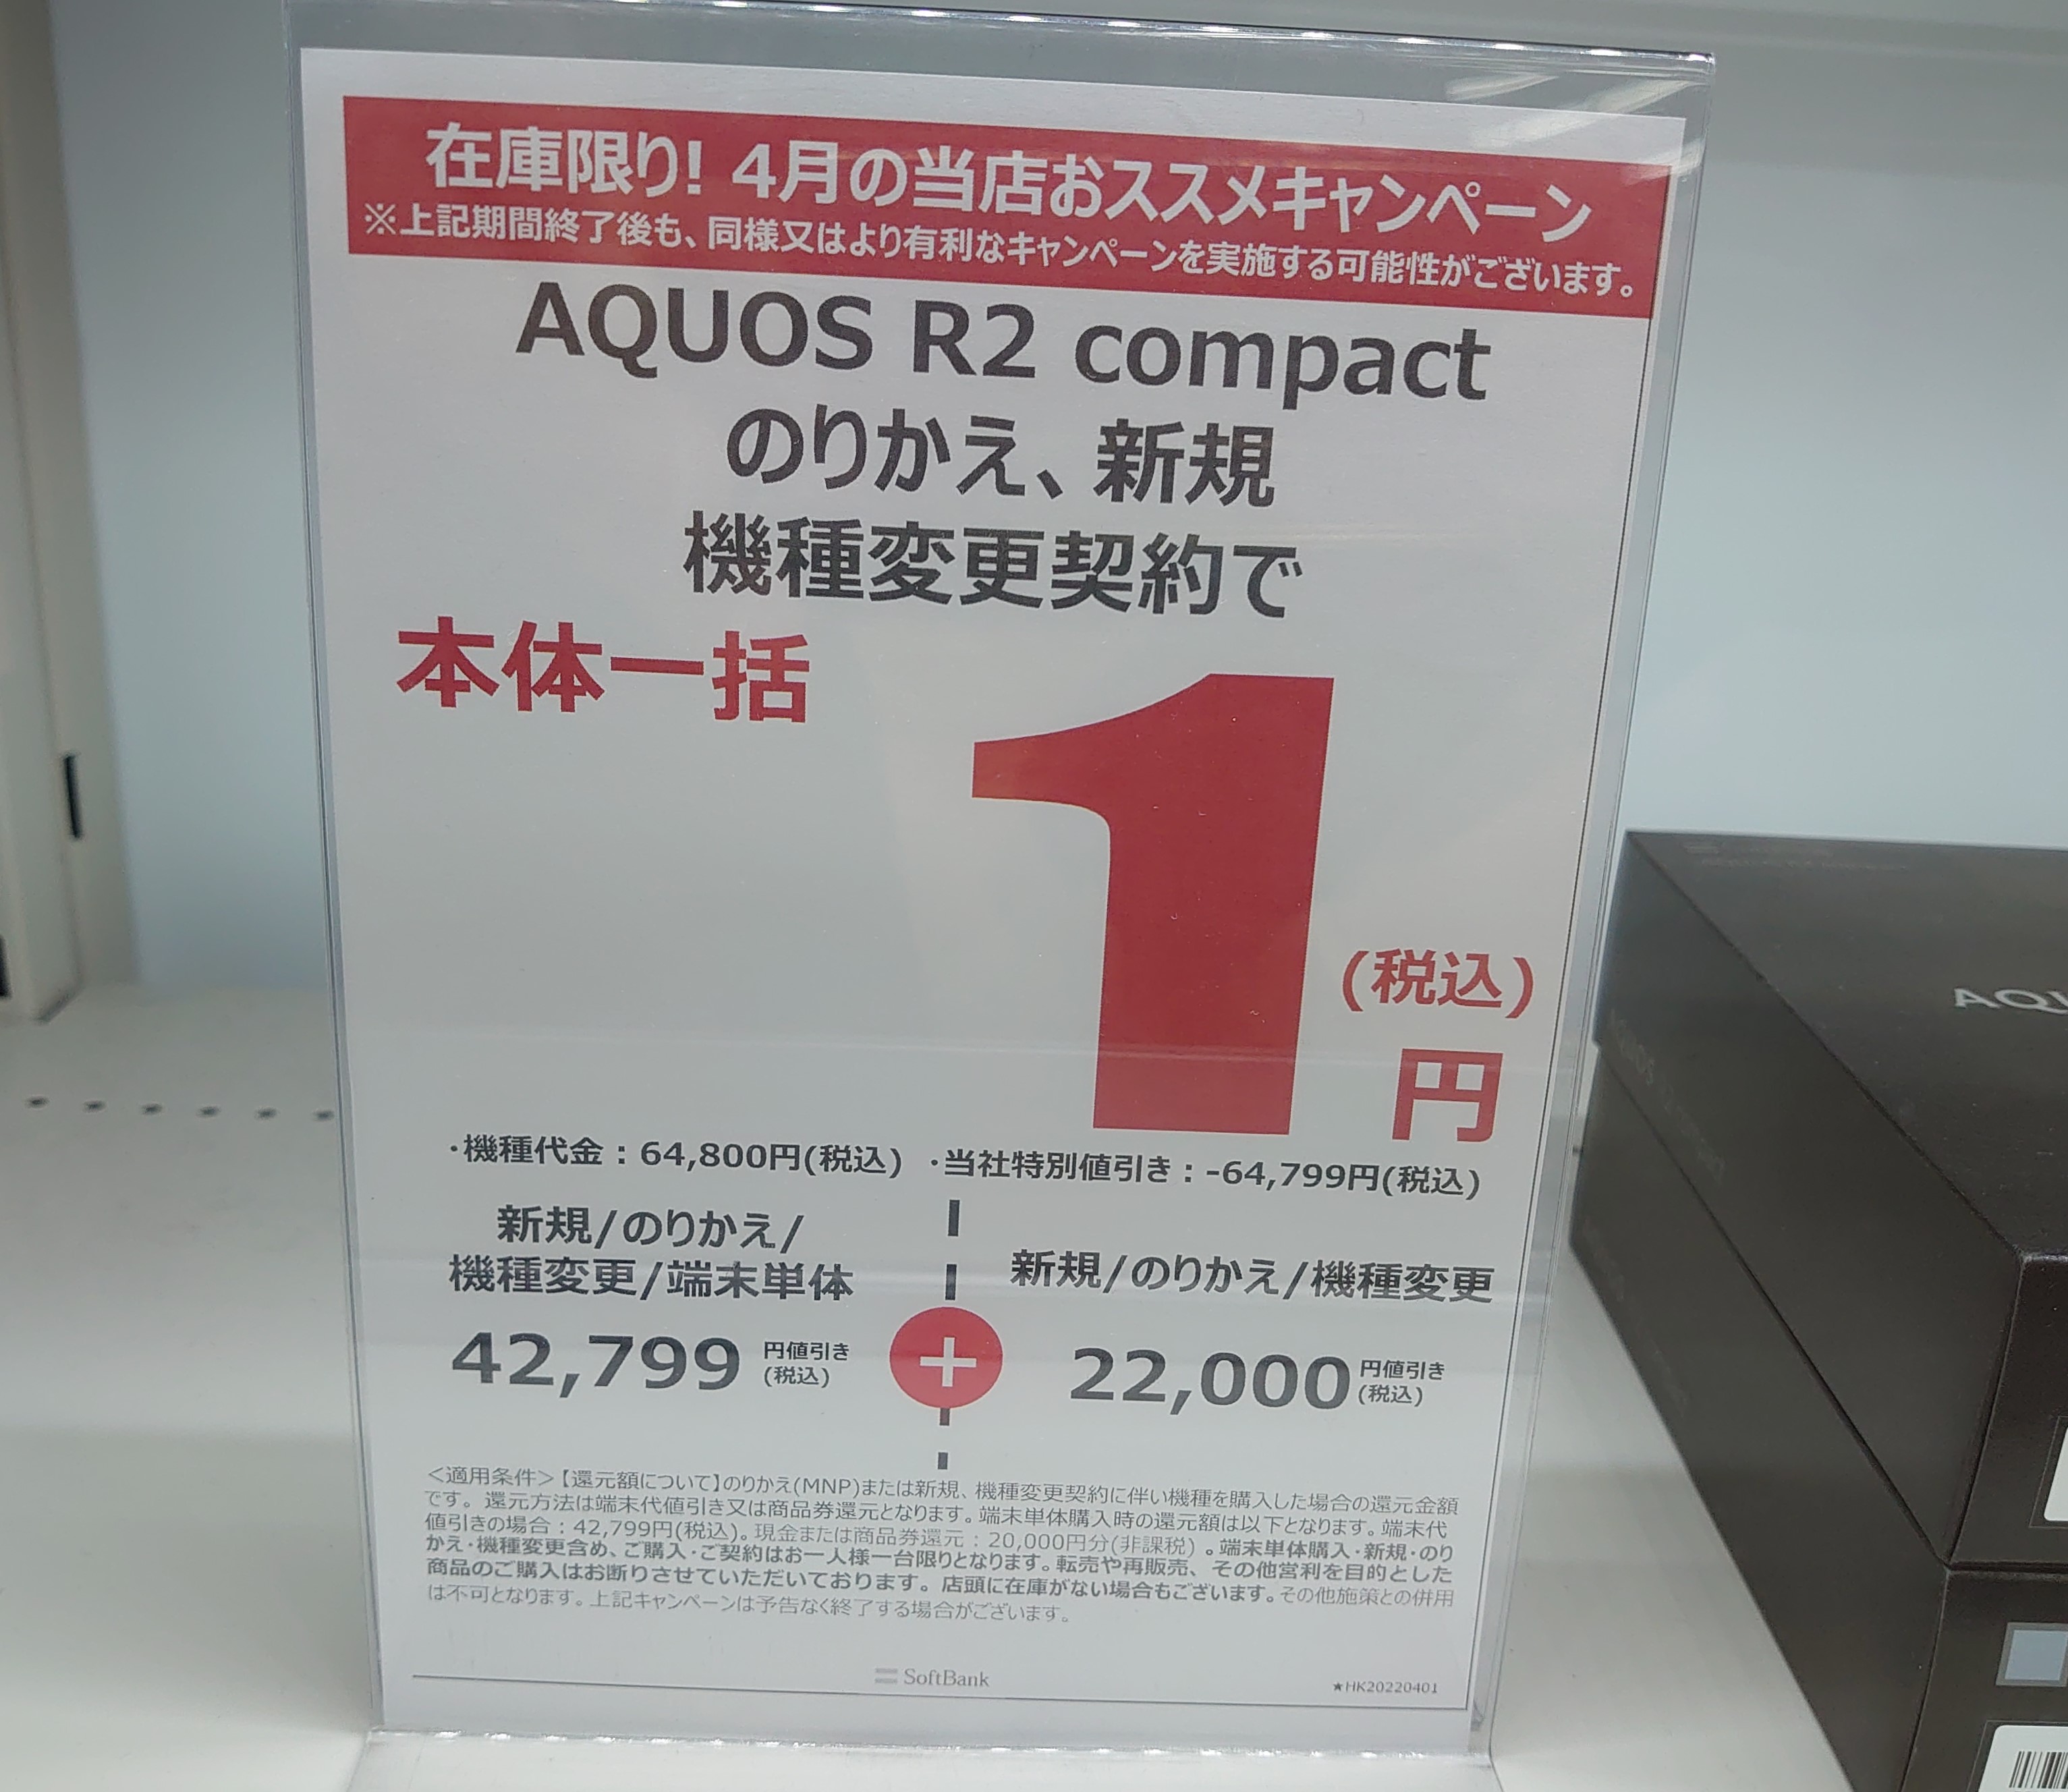 在庫限り! 4月の当店おススメキャンペーン
※上記期間終了後も、同様又はより有利なキャンペーンを実施する可能性がございます。
AQUOS R2 compact
のりかえ、新規
機種変更契約で
本体一括
1
(税込)
円
・機種代金：64,800円(税込) ・当社特別値引き：-64,799円(税込)
新規/のりかえ/
機種変更/端末単体
42,799 円値引き
(税込)
+
新規/のりかえ/機種変更
22,000 円値引き
(税込)
＜適用条件＞【還元額について】のりかえ(MNP)または新規、機種変更契約に伴い機種を購入した場合の還元金額
です。還元方法は端末代値引き又は商品券還元となります。端末単体購入時の還元額は以下となります。端末代
値引きの場合：42,799円(税込)。現金または商品券還元：20,000円分(非課税) 。端末単体購入・新規・のり
かえ・機種変更含め、ご購入・ご契約はお一人様一台限りとなります。転売や再販売、その他営利を目的とした
商品のご購入はお断りさせていただいております。店頭に在庫がない場合もございます。その他施策との併用
は不可となります。上記キャンペーンは予告なく終了する場合がございます。
SoftBank
★HK20220401